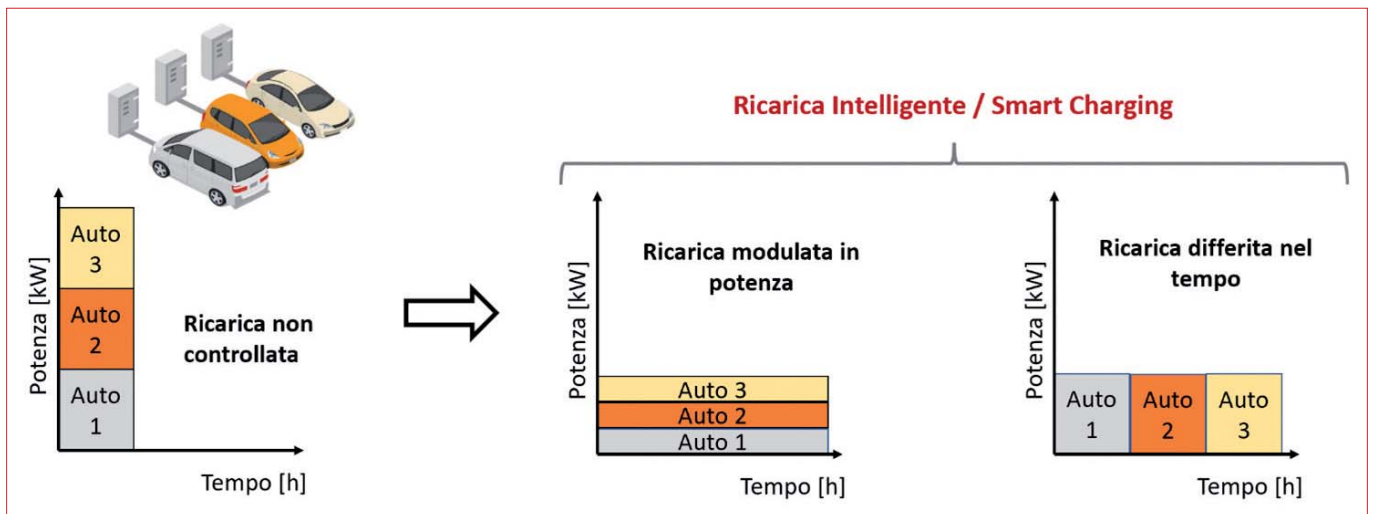 Ricarica Intelligente / Smart Charging
Potenza [kW]
Auto
3
Auto
2
Auto
1
Ricarica non
controllata
Tempo [h]
Potenza [kW]
Ricarica modulata in
potenza
Auto 3
Auto 2
Auto 1
Tempo [h]
Potenza [kW]
Ricarica differita nel
tempo
Auto
1
Auto
2
Auto
3
Tempo [h]